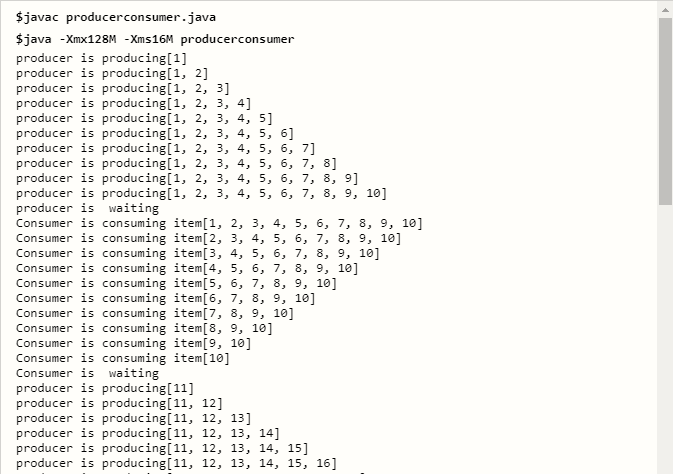 $javac producerconsumer.java
$java -Xmx128M -Xms16M producerconsumer
producer is producing[1]
producer is producing[1, 2]
producer is producing[1, 2, 3]
producer is producing[1, 2, 3, 4]
producer is producing[1, 2, 3, 4, 5]
producer is producing[1, 2, 3, 4, 5, 6]
producer is producing[1, 2, 3, 4, 5, 6, 7]
producer is producing[1, 2, 3, 4, 5, 6, 7, 8]
producer is producing[1, 2, 3, 4, 5, 6, 7, 8, 9]
producer is producing[1, 2, 3, 4, 5, 6, 7, 8, 9, 10]
producer is  waiting
Consumer is consuming item[1, 2, 3, 4, 5, 6, 7, 8, 9, 10]
Consumer is consuming item[2, 3, 4, 5, 6, 7, 8, 9, 10]
Consumer is consuming item[3, 4, 5, 6, 7, 8, 9, 10]
Consumer is consuming item[4, 5, 6, 7, 8, 9, 10]
Consumer is consuming item[5, 6, 7, 8, 9, 10]
Consumer is consuming item[6, 7, 8, 9, 10]
Consumer is consuming item[7, 8, 9, 10]
Consumer is consuming item[8, 9, 10]
Consumer is consuming item[9, 10]
Consumer is consuming item[10]
Consumer is  waiting
producer is producing[11]
producer is producing[11, 12]
producer is producing[11, 12, 13]
producer is producing[11, 12, 13, 14]
producer is producing[11, 12, 13, 14, 15]
producer is producing[11, 12, 13, 14, 15, 16]